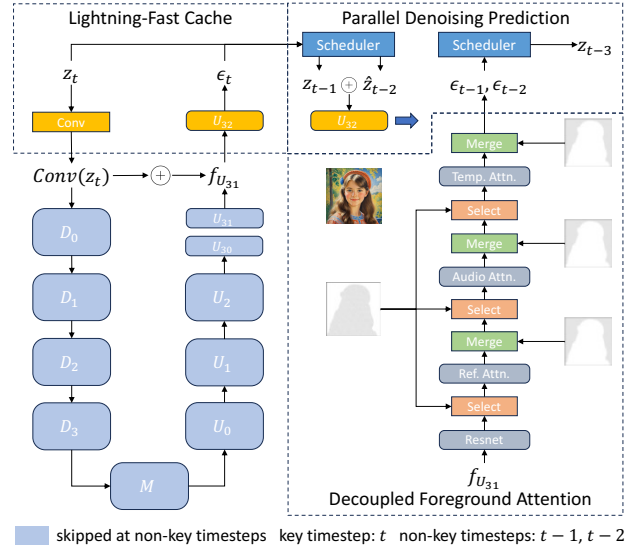 Lightning-Fast Cache
Parallel Denoising Prediction
z_t
ϵ_t
Scheduler
Scheduler
z_{t−3}
z_{t−1} + ẑ_{t−2}
ϵ_{t−1}, ϵ_{t−2}
Conv
U_{32}
U_{32}
Conv(z_t)
+
f_{U_{31}}
D_0
D_1
D_2
D_3
M
U_{31}
U_{30}
U_2
U_1
U_0
Merge
Temp. Attn.
Select
Merge
Audio Attn.
Select
Merge
Ref. Attn.
Select
Resnet
f_{U_{31}}
Decoupled Foreground Attention
skipped at non-key timesteps key timestep: t non-key timesteps: t − 1, t − 2